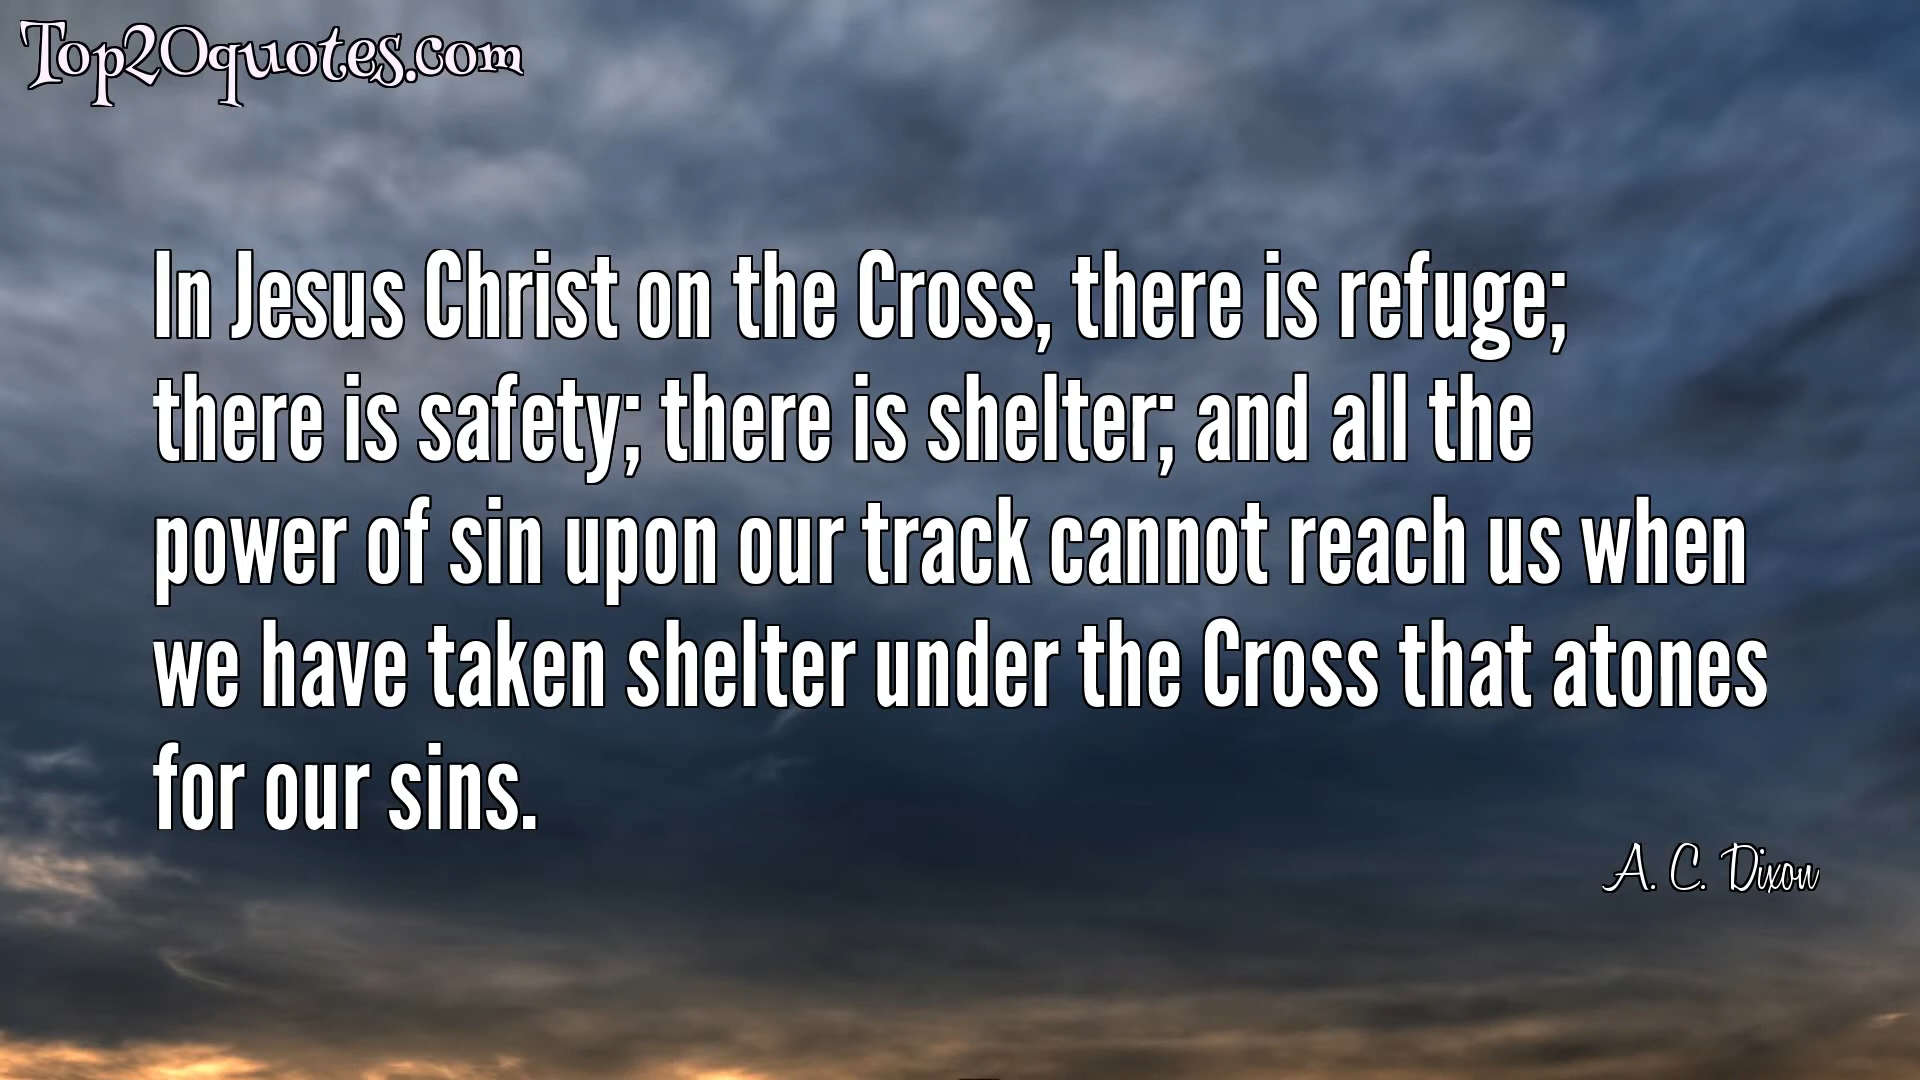 Top20quotes.com
In Jesus Christ on the Cross, there is refuge;
there is safety; there is shelter; and all the
power of sin upon our track cannot reach us when
we have taken shelter under the Cross that atones
for our sins.
A. C. Dixon